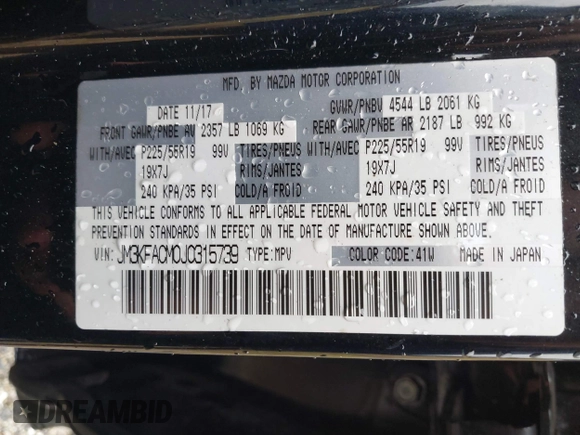 MFD. BY MAZDA MOTOR CORPORATION
DATE 11/17 GVWR/PNBV 4544 LB 2061 KG
FRONT GAWR/PNBE AV 2357 LB 1069 KG REAR GAWR/PNBE AR 2187 LB 992 KG
WITH/AVEC P225/55R19 99V TIRES/PNEUS WITH/AVEC P225/55R19 99V TIRES/PNEUS
19X7J RIMS/JANTES 19X7J RIMS/JANTES
240 KPA/35 PSI COLD/A FROID 240 KPA/35 PSI COLD/A FROID
THIS VEHICLE CONFORMS TO ALL APPLICABLE FEDERAL MOTOR VEHICLE SAFETY AND THEFT
PREVENTION STANDARDS IN EFFECT ON THE DATE OF MANUFACTURE SHOWN ABOVE.
VIN: JM3KFACM0J0315739 TYPE:MPV COLOR CODE:41W MADE IN JAPAN
DREAMBID